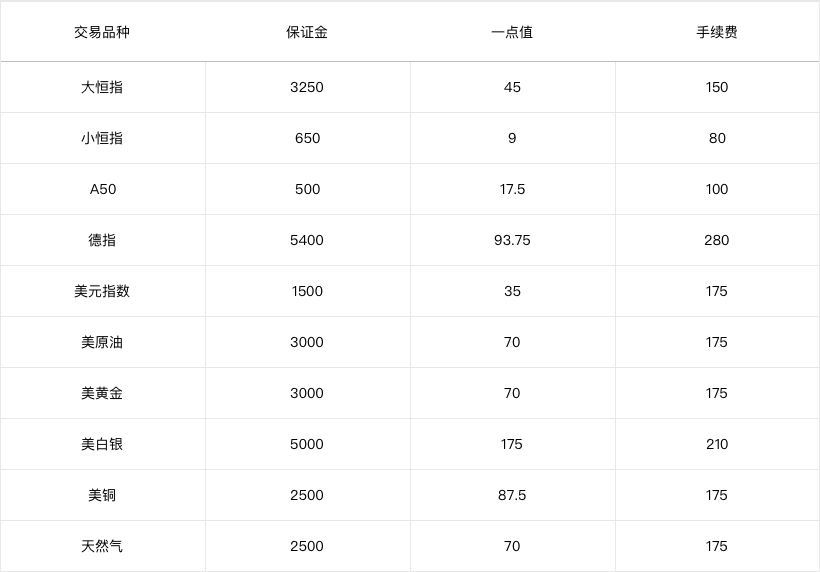 交易品种 保证金 一点值 手续费
大恒指 3250 45 150
小恒指 650 9 80
A50 500 17.5 100
德指 5400 93.75 280
美元指数 1500 35 175
美原油 3000 70 175
美黄金 3000 70 175
美白银 5000 175 210
美铜 2500 87.5 175
天然气 2500 70 175